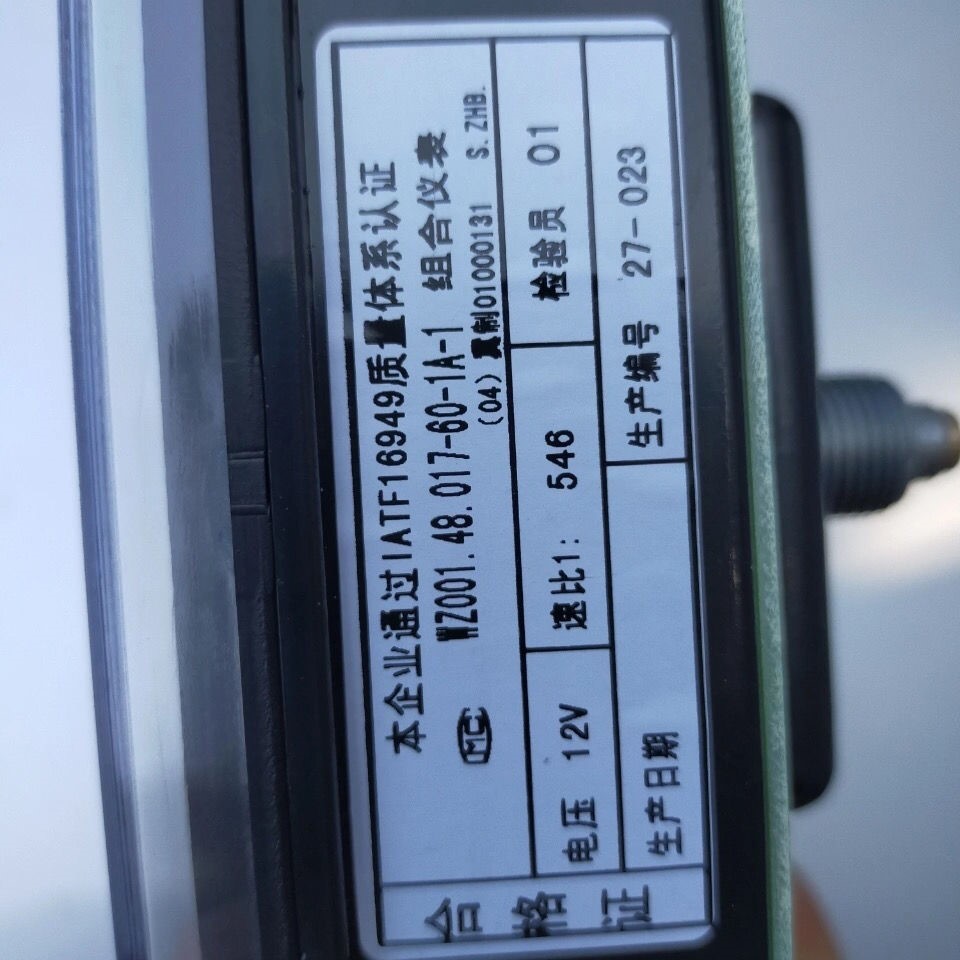 合格证
本企业通过IATF16949质量体系认证
MC WZ001.48.017-60-1A-1 组合仪表
(04)冀制01000131 S.ZHB.
电压 12V 速比1: 546 检验员 01
生产日期 生产编号 27-023